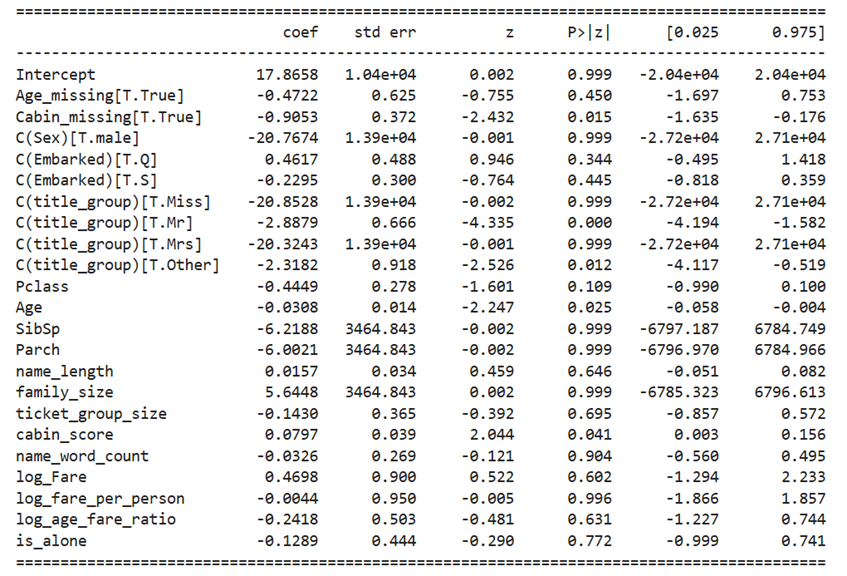 ==============================================================================================
coef std err z P>|z| [0.025 0.975]
----------------------------------------------------------------------------------------------
Intercept 17.8658 1.04e+04 0.002 0.999 -2.04e+04 2.04e+04
Age_missing[T.True] -0.4722 0.625 -0.755 0.450 -1.697 0.753
Cabin_missing[T.True] -0.9053 0.372 -2.432 0.015 -1.635 -0.176
C(Sex)[T.male] -20.7674 1.39e+04 -0.001 0.999 -2.72e+04 2.71e+04
C(Embarked)[T.Q] 0.4617 0.488 0.946 0.344 -0.495 1.418
C(Embarked)[T.S] -0.2295 0.300 -0.764 0.445 -0.818 0.359
C(title_group)[T.Miss] -20.8528 1.39e+04 -0.002 0.999 -2.72e+04 2.71e+04
C(title_group)[T.Mr] -2.8879 0.666 -4.335 0.000 -4.194 -1.582
C(title_group)[T.Mrs] -20.3243 1.39e+04 -0.001 0.999 -2.72e+04 2.71e+04
C(title_group)[T.Other] -2.3182 0.918 -2.526 0.012 -4.117 -0.519
Pclass -0.4449 0.278 -1.601 0.109 -0.990 0.100
Age -0.0308 0.014 -2.247 0.025 -0.058 -0.004
SibSp -6.2188 3464.843 -0.002 0.999 -6797.187 6784.749
Parch -6.0021 3464.843 -0.002 0.999 -6796.970 6784.966
name_length 0.0157 0.034 0.459 0.646 -0.051 0.082
family_size 5.6448 3464.843 0.002 0.999 -6785.323 6796.613
ticket_group_size -0.1430 0.365 -0.392 0.695 -0.857 0.572
cabin_score 0.0797 0.039 2.044 0.041 0.003 0.156
name_word_count -0.0326 0.269 -0.121 0.904 -0.560 0.495
log_Fare 0.4698 0.900 0.522 0.602 -1.294 2.233
log_fare_per_person -0.0044 0.950 -0.005 0.996 -1.866 1.857
log_age_fare_ratio -0.2418 0.503 -0.481 0.631 -1.227 0.744
is_alone -0.1289 0.444 -0.290 0.772 -0.999 0.741
==============================================================================================